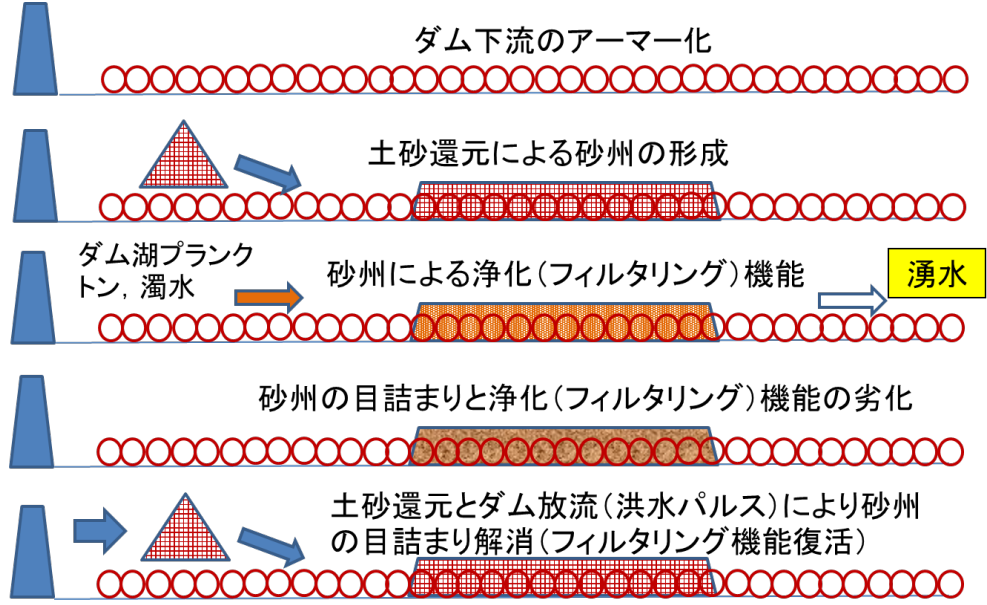 ダム下流のアーマー化
土砂還元による砂州の形成
ダム湖プランク
トン，濁水
砂州による浄化（フィルタリング）機能
湧水
砂州の目詰まりと浄化（フィルタリング）機能の劣化
土砂還元とダム放流（洪水パルス）により砂州
の目詰まり解消（フィルタリング機能復活）